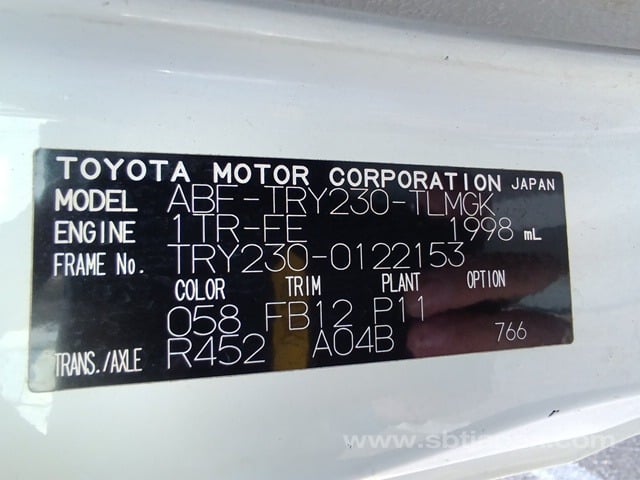 TOYOTA MOTOR CORPORATION JAPAN
MODEL ABF-TRY230-TLMGK
ENGINE 1TR-FE 1998 mL
FRAME No. TRY230-0122153
COLOR TRIM PLANT OPTION
058 FB12 P11
TRANS./AXLE R452 A04B 766